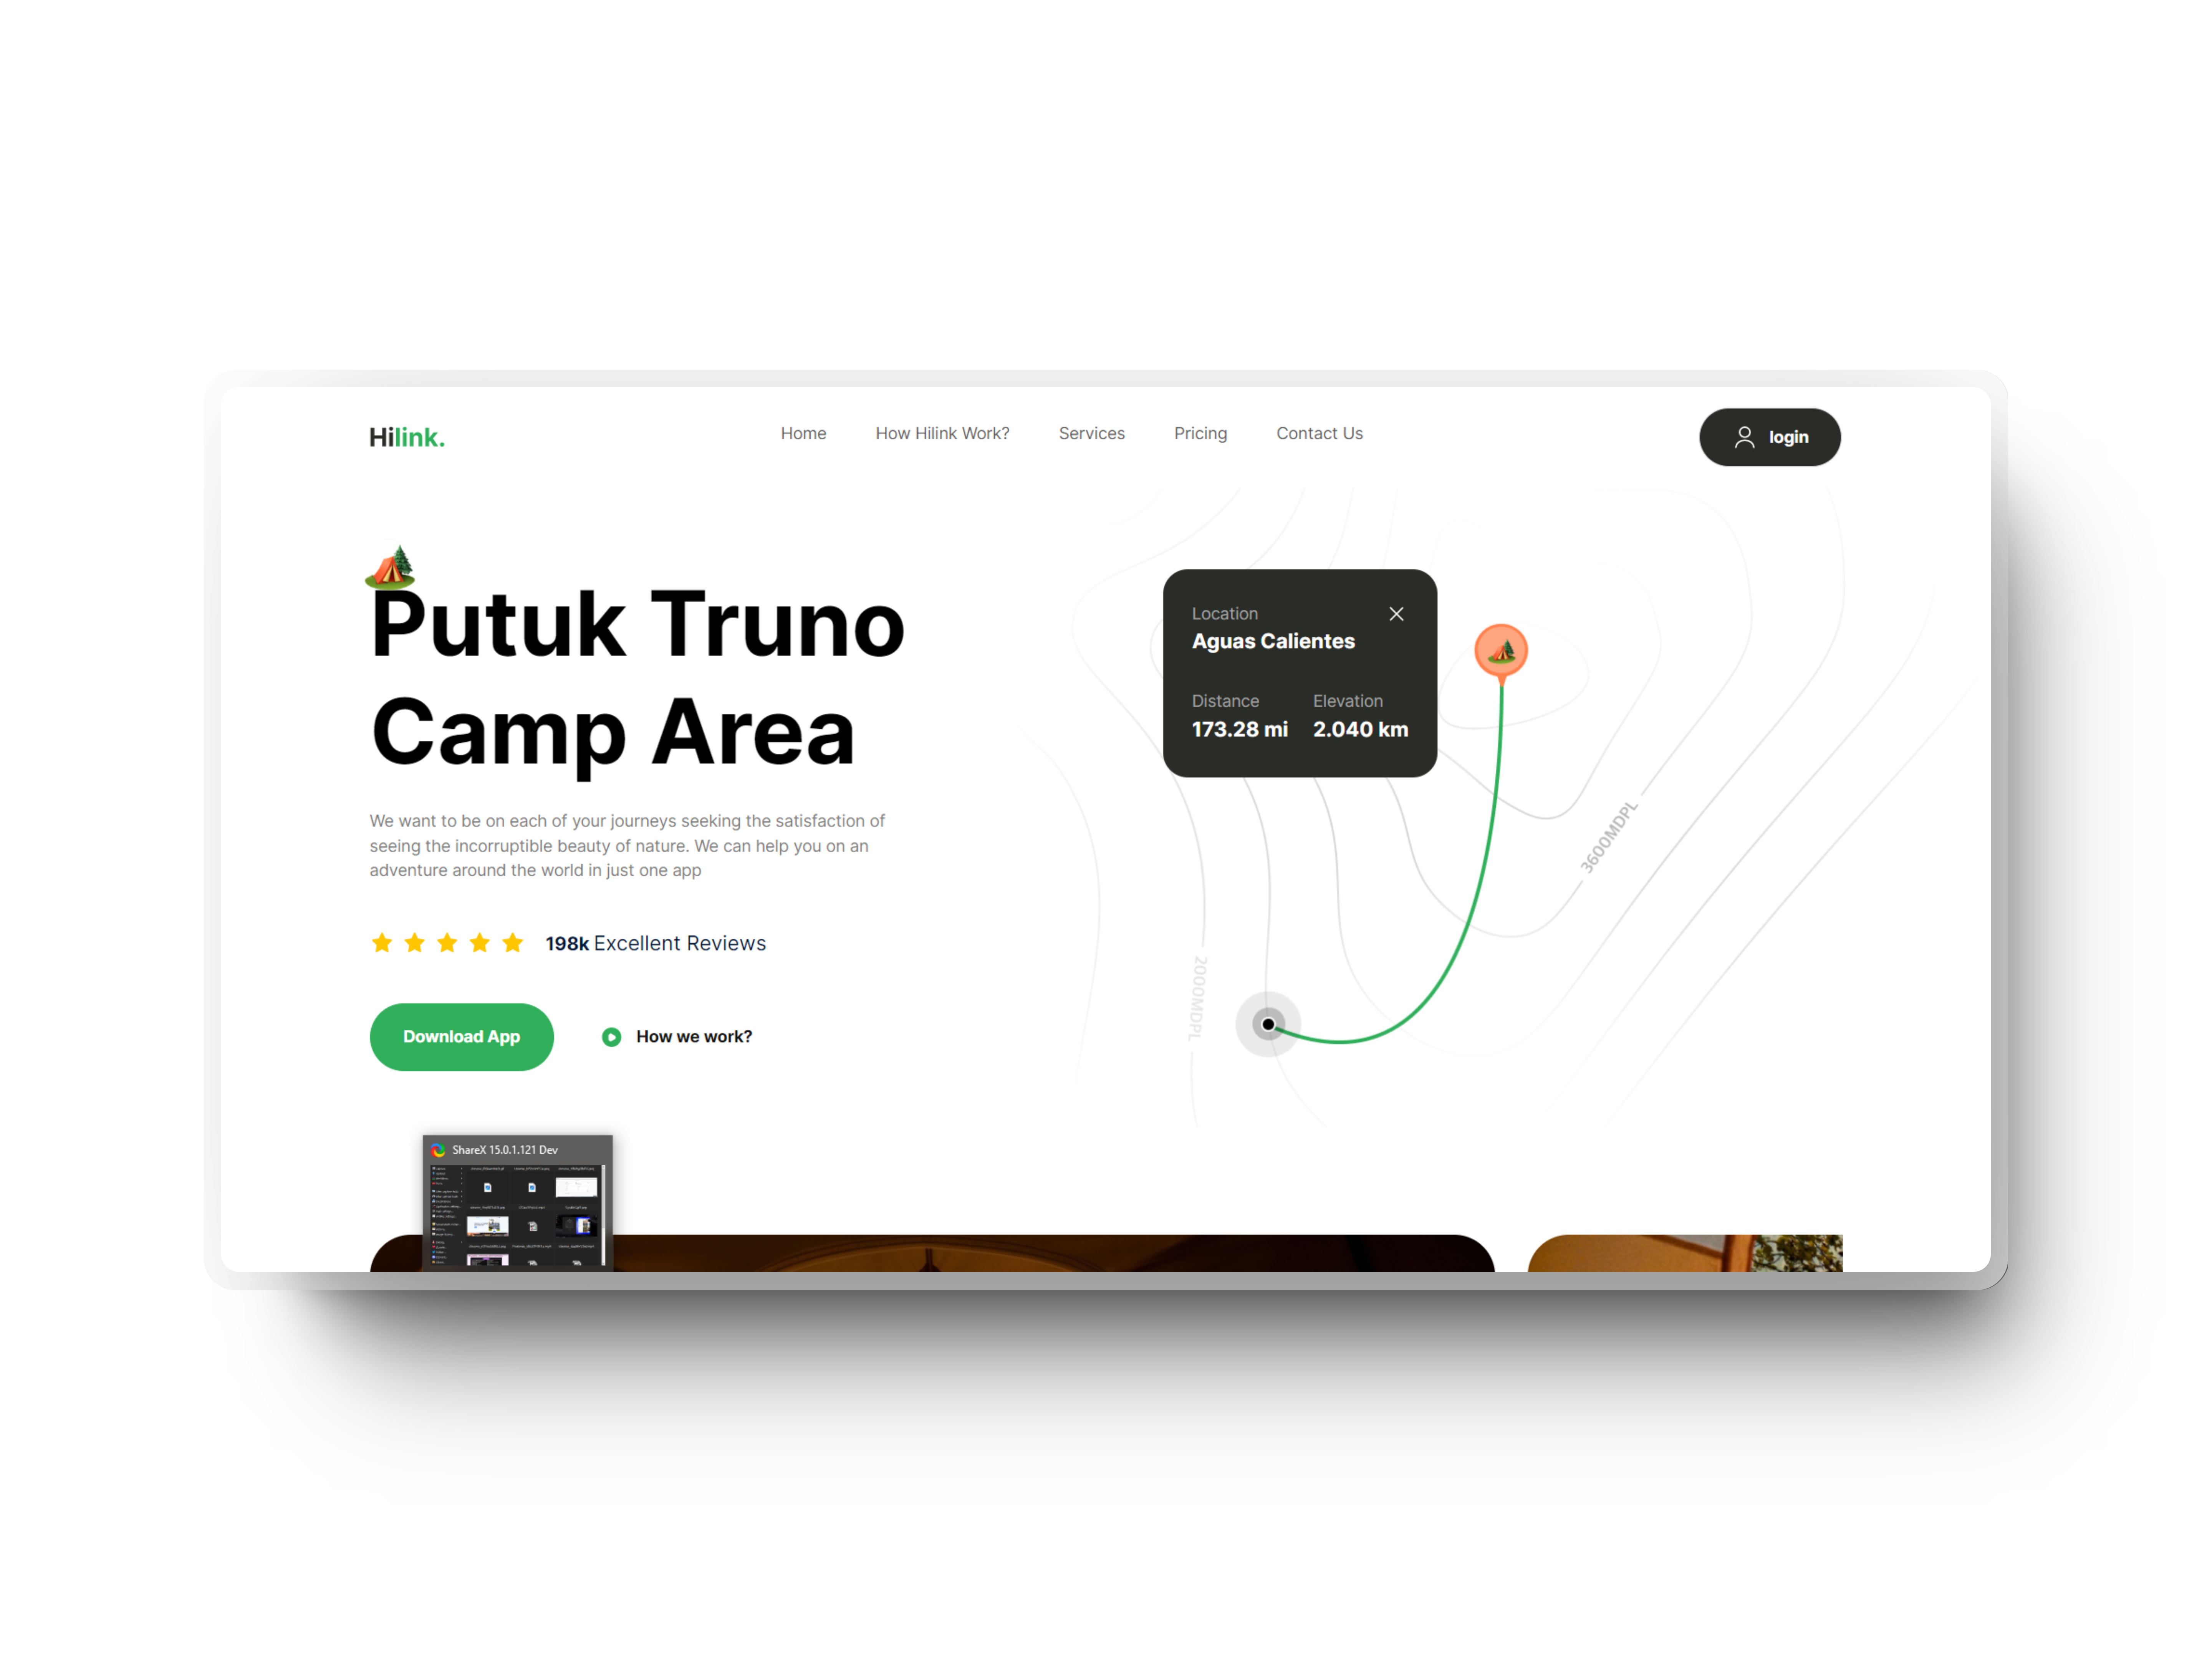 Hilink.
Home How Hilink Work? Services Pricing Contact Us
login
Putuk Truno
Camp Area
We want to be on each of your journeys seeking the satisfaction of
seeing the incorruptible beauty of nature. We can help you on an
adventure around the world in just one app
198k Excellent Reviews
Download App
How we work?
Location
Aguas Calientes
Distance Elevation
173.28 mi 2.040 km
3600MDPL
2000MDPL
ShareX 15.0.1.121 Dev